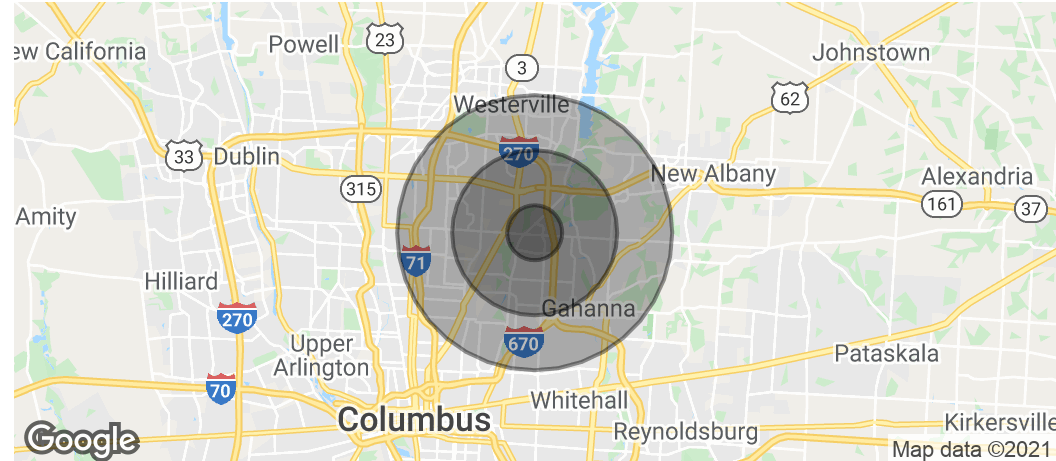 Powell
23
ew California
Johnstown
3
62
Westerville
33
Dublin
270
315
New Albany
Alexandria
161
37
Amity
71
Hilliard
270
Gahanna
670
Upper
Arlington
Pataskala
70
Whitehall
Columbus
Reynoldsburg
Kirkersville
Google
Map data ©2021